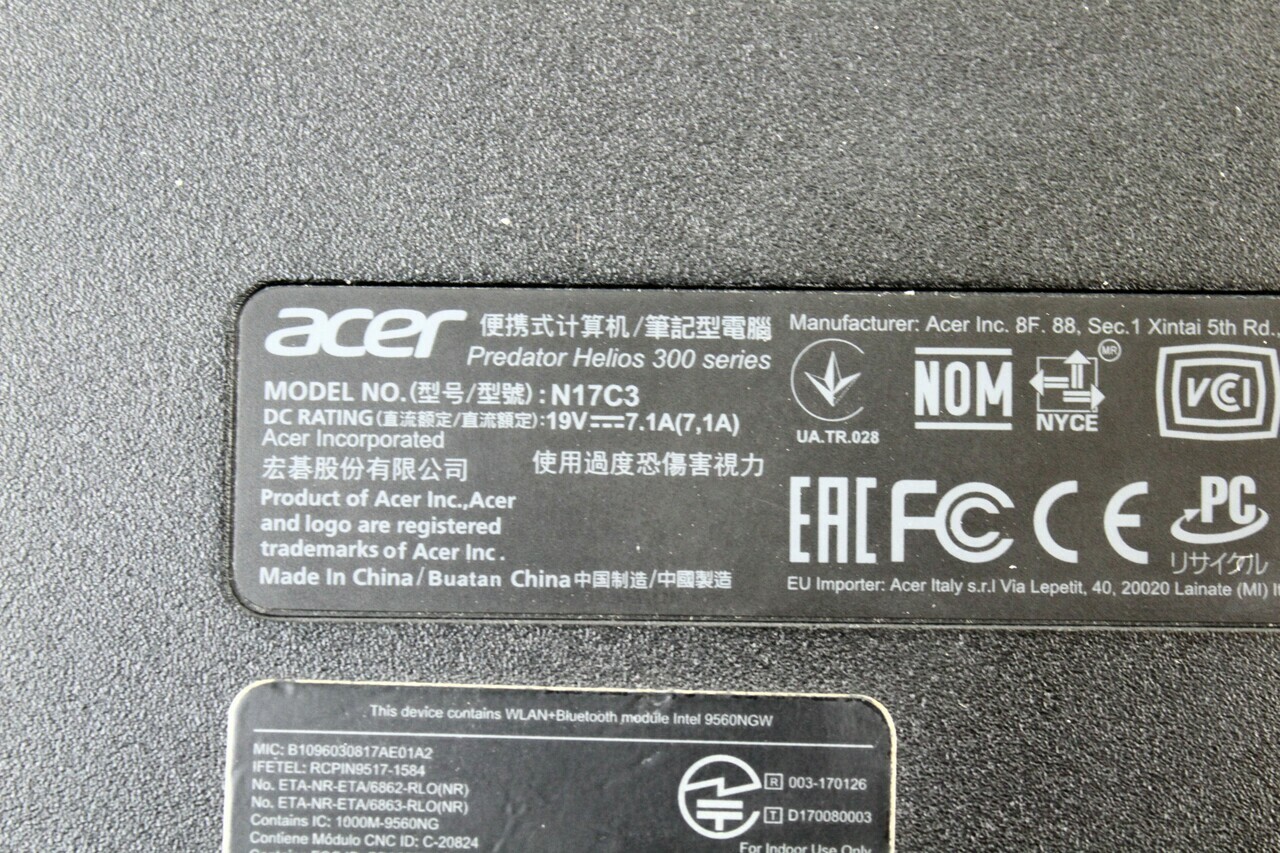 acer 便携式计算机/筆記型電腦
Predator Helios 300 series
MODEL NO.(型号/型號):N17C3
DC RATING(直流额定/直流額定):19V⎓7.1A(7,1A)
Acer Incorporated
宏碁股份有限公司
使用過度恐傷害視力
Product of Acer Inc.,Acer
and logo are registered
trademarks of Acer Inc.
Made In China/Buatan China中国制造/中國製造
Manufacturer: Acer Inc. 8F. 88, Sec.1 Xintai 5th Rd.,
UA.TR.028
NOM
MR
NYCE
VCI
EAC FC CE
PC
リサイクル
EU Importer: Acer Italy s.r.l Via Lepetit, 40, 20020 Lainate (MI)
This device contains WLAN+Bluetooth module Intel 9560NGW
MIC: B1096030817AE01A2
IFETEL: RCPIN9517-1584
No. ETA-NR-ETA/6862-RLO(NR)
No. ETA-NR-ETA/6863-RLO(NR)
Contains IC: 1000M-9560NG
Contiene Módulo CNC ID: C-20824
R 003-170126
T D170080003
For Indoor Use Only